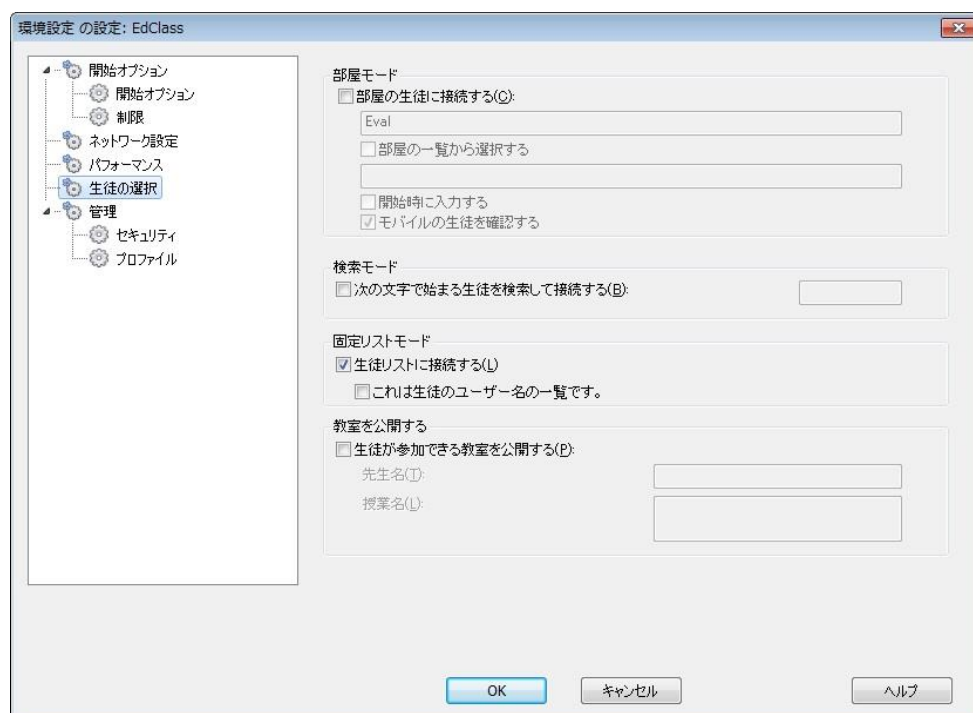 環境設定 の設定: EdClass
開始オプション
開始オプション
制限
ネットワーク設定
パフォーマンス
生徒の選択
管理
セキュリティ
プロファイル
部屋モード
部屋の生徒に接続する(C):
Eval
部屋の一覧から選択する
開始時に入力する
モバイルの生徒を確認する
検索モード
次の文字で始まる生徒を検索して接続する(B):
固定リストモード
生徒リストに接続する(L)
これは生徒のユーザー名の一覧です。
教室を公開する
生徒が参加できる教室を公開する(P):
先生名(T):
授業名(L):
OK
キャンセル
ヘルプ